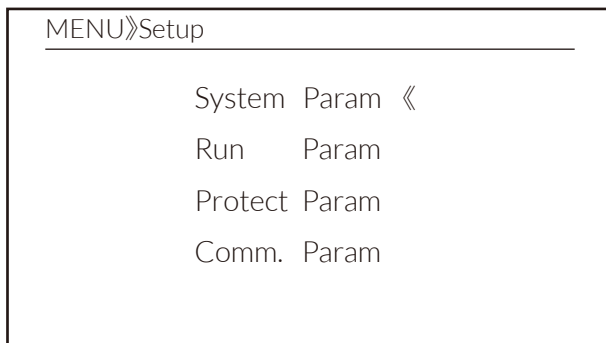 MENU》Setup
System Param 《
Run Param
Protect Param
Comm. Param